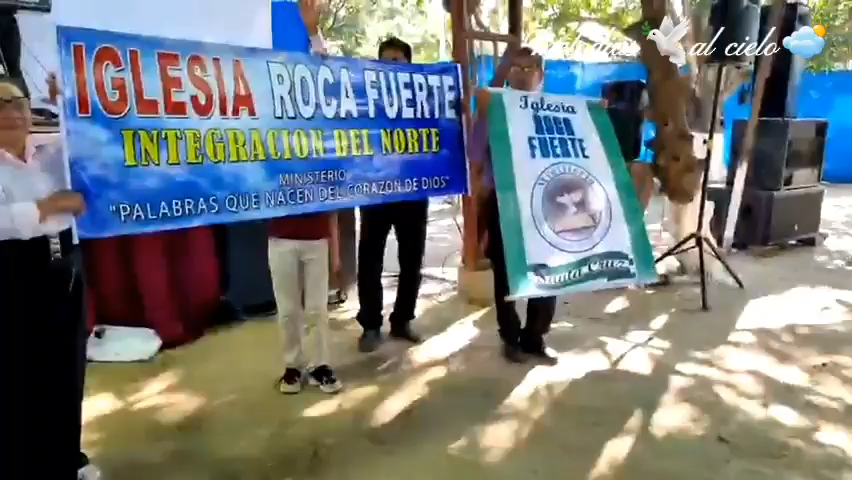 al cielo
IGLESIA ROCA FUERTE
INTEGRACION DEL NORTE
MINISTERIO
"PALABRAS QUE NACEN DEL CORAZON DE DIOS"
Iglesia
ROCA
FUERTE
Santa Cruz